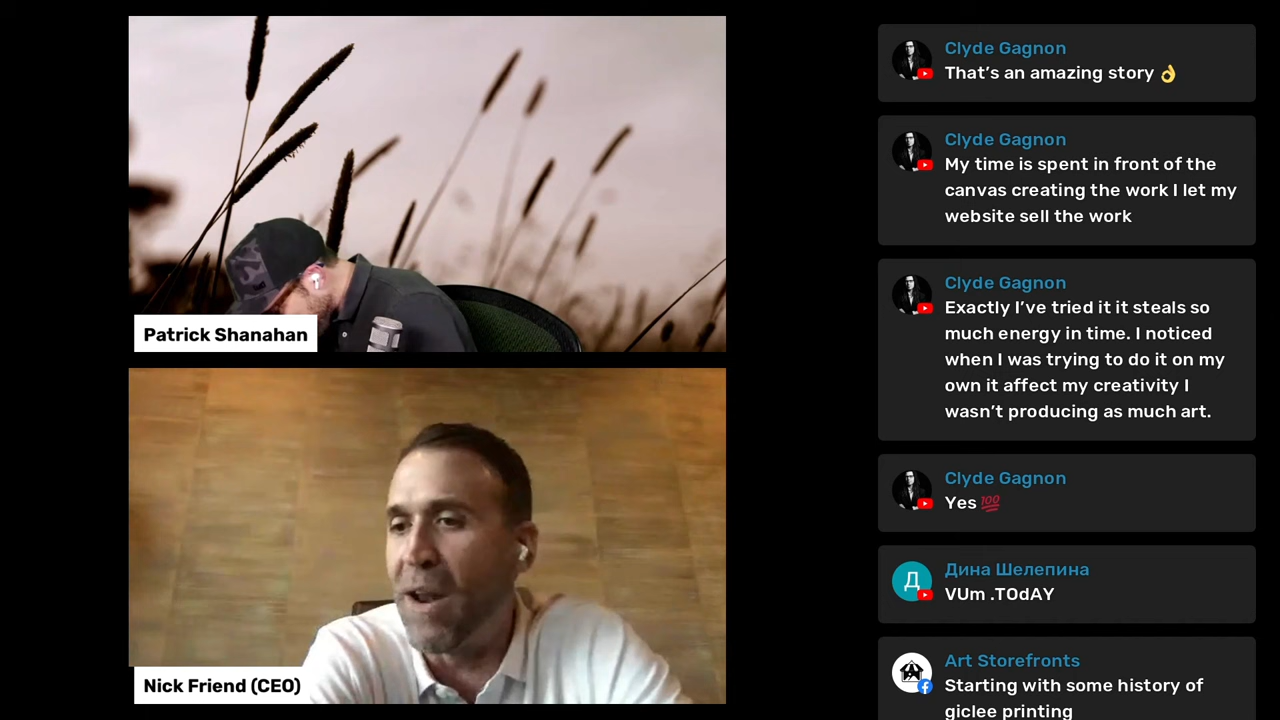 Patrick Shanahan
Nick Friend (CEO)
Clyde Gagnon
That’s an amazing story 👌
Clyde Gagnon
My time is spent in front of the
canvas creating the work I let my
website sell the work
Clyde Gagnon
Exactly I’ve tried it it steals so
much energy in time. I noticed
when I was trying to do it on my
own it affect my creativity I
wasn’t producing as much art.
Clyde Gagnon
Yes 💯
Д
Дина Шелепина
VUm .TOdAY
Art Storefronts
Starting with some history of
giclee printing